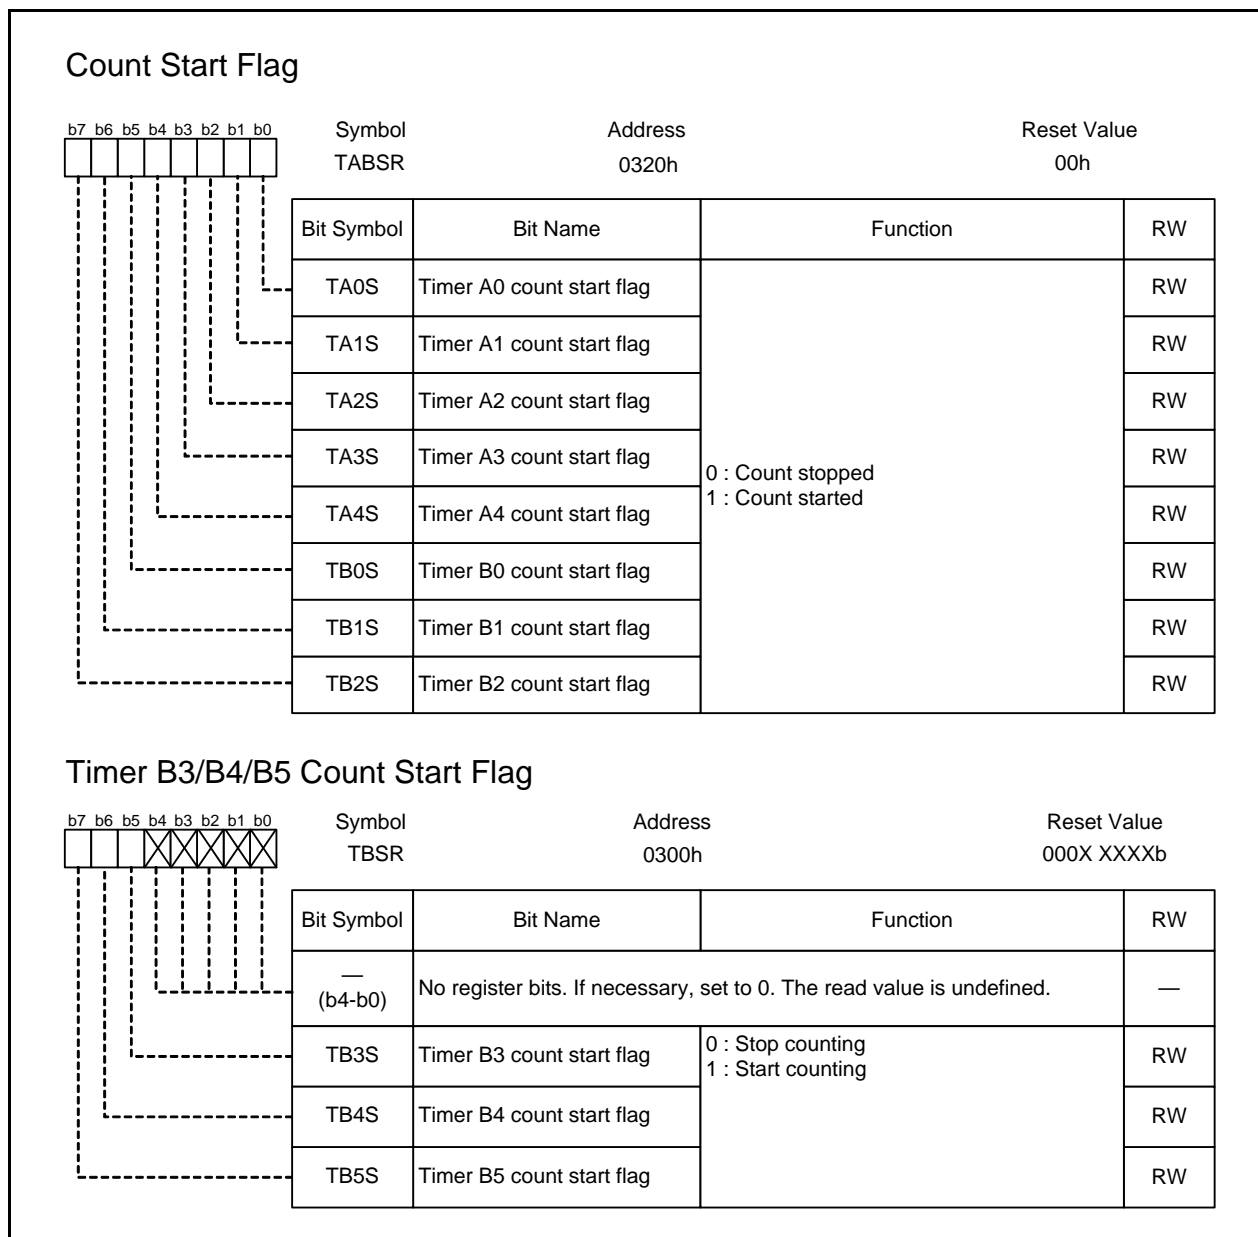 Count Start Flag
b7 b6 b5 b4 b3 b2 b1 b0
Symbol Address Reset Value
TABSR 0320h 00h
Bit Symbol Bit Name Function RW
TA0S Timer A0 count start flag RW
TA1S Timer A1 count start flag RW
TA2S Timer A2 count start flag RW
TA3S Timer A3 count start flag RW
0 : Count stopped
1 : Count started
TA4S Timer A4 count start flag RW
TB0S Timer B0 count start flag RW
TB1S Timer B1 count start flag RW
TB2S Timer B2 count start flag RW
Timer B3/B4/B5 Count Start Flag
b7 b6 b5 b4 b3 b2 b1 b0
Symbol Address Reset Value
TBSR 0300h 000X XXXXb
Bit Symbol Bit Name Function RW
—
(b4-b0) No register bits. If necessary, set to 0. The read value is undefined. —
TB3S Timer B3 count start flag 0 : Stop counting RW
1 : Start counting
TB4S Timer B4 count start flag RW
TB5S Timer B5 count start flag RW